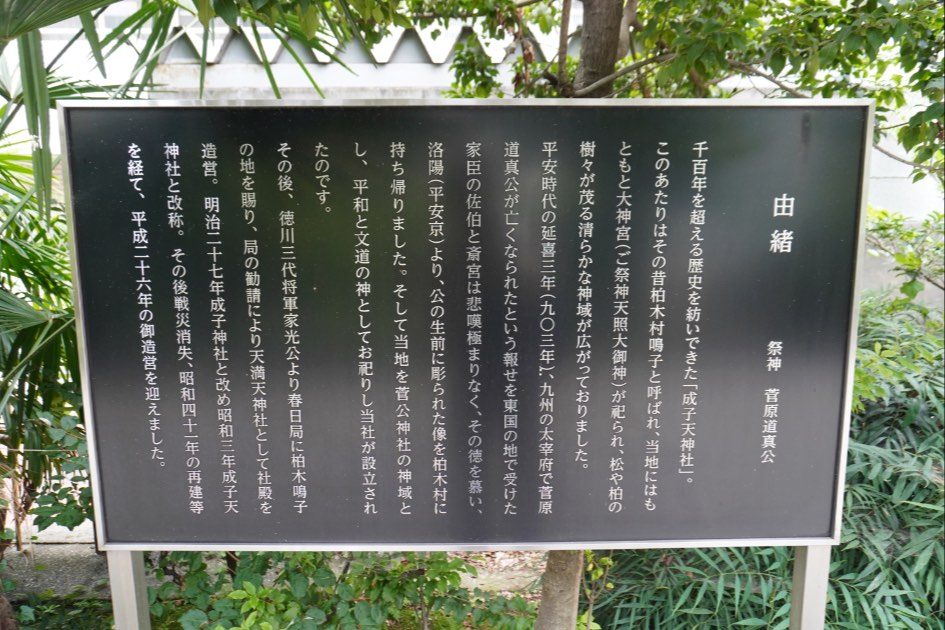 由緒
祭神 菅原道真公
千百年を超える歴史を紡いできた「成子天神社」。
このあたりはその昔柏木村鳴子と呼ばれ、当地にはも
ともと大神宮(ご祭神天照大御神)が祀られ、松や柏の
樹々が茂る清らかな神域が広がっておりました。
平安時代の延喜三年(九〇三年)、九州の太宰府で菅原
道真公が亡くなられたという報せを東国の地で受けた
家臣の佐伯と斎宮は悲嘆極まりなく、その徳を慕い、
洛陽(平安京)より、公の生前に彫られた像を柏木村に
持ち帰りました。そして当地を菅公神社の神域と
し、平和と文道の神としてお祀りし当社が設立され
たのです。
その後、徳川三代将軍家光公より春日局に柏木鳴子
の地を賜り、局の勧請により天満天神社として社殿を
造営。明治二十七年成子神社と改め昭和三年成子天
神社と改称。その後戦災消失、昭和四十一年の再建等
を経て、平成二十六年の御造営を迎えました。